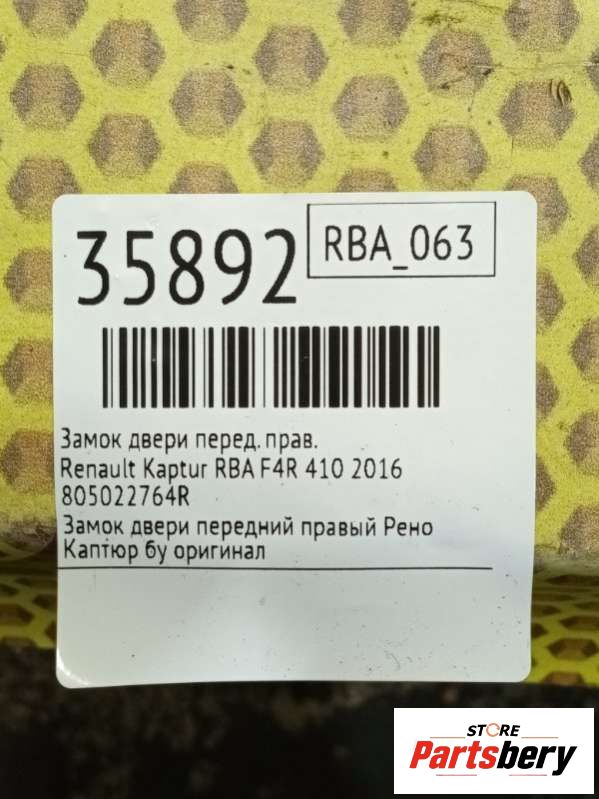 35892
RBA_063
Замок двери перед. прав.
Renault Kaptur RBA F4R 410 2016
805022764R
Замок двери передний правый Рено
Каптюр бу оригинал
STORE
Partsbery